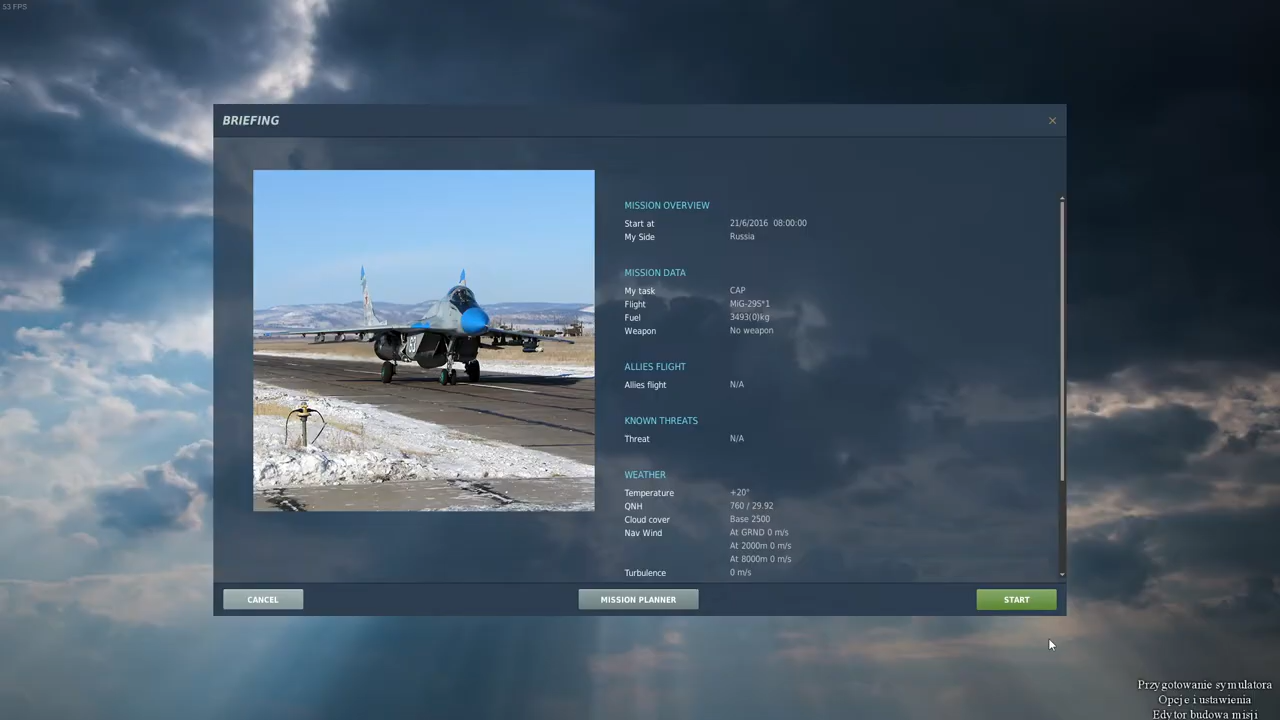 53 FPS
BRIEFING
MISSION OVERVIEW
Start at 21/6/2016 08:00:00
My Side Russia
MISSION DATA
My task CAP
Flight MiG-29S*1
Fuel 3493(0)kg
Weapon No weapon
ALLIES FLIGHT
Allies flight N/A
KNOWN THREATS
Threat N/A
WEATHER
Temperature +20°
QNH 760 / 29.92
Cloud cover Base 2500
Nav Wind At GRND 0 m/s
At 2000m 0 m/s
At 8000m 0 m/s
Turbulence 0 m/s
CANCEL
MISSION PLANNER
START
Przygotowanie symulatora
Opcje i ustawienia
Edytor budowa misji